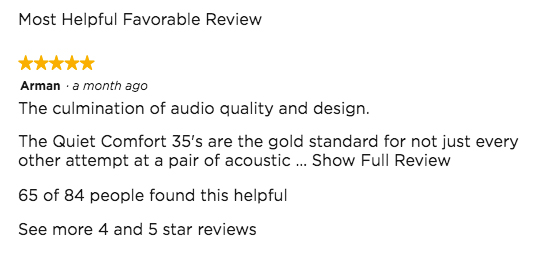 Most Helpful Favorable Review
Arman · a month ago
The culmination of audio quality and design.
The Quiet Comfort 35's are the gold standard for not just every
other attempt at a pair of acoustic ... Show Full Review
65 of 84 people found this helpful
See more 4 and 5 star reviews